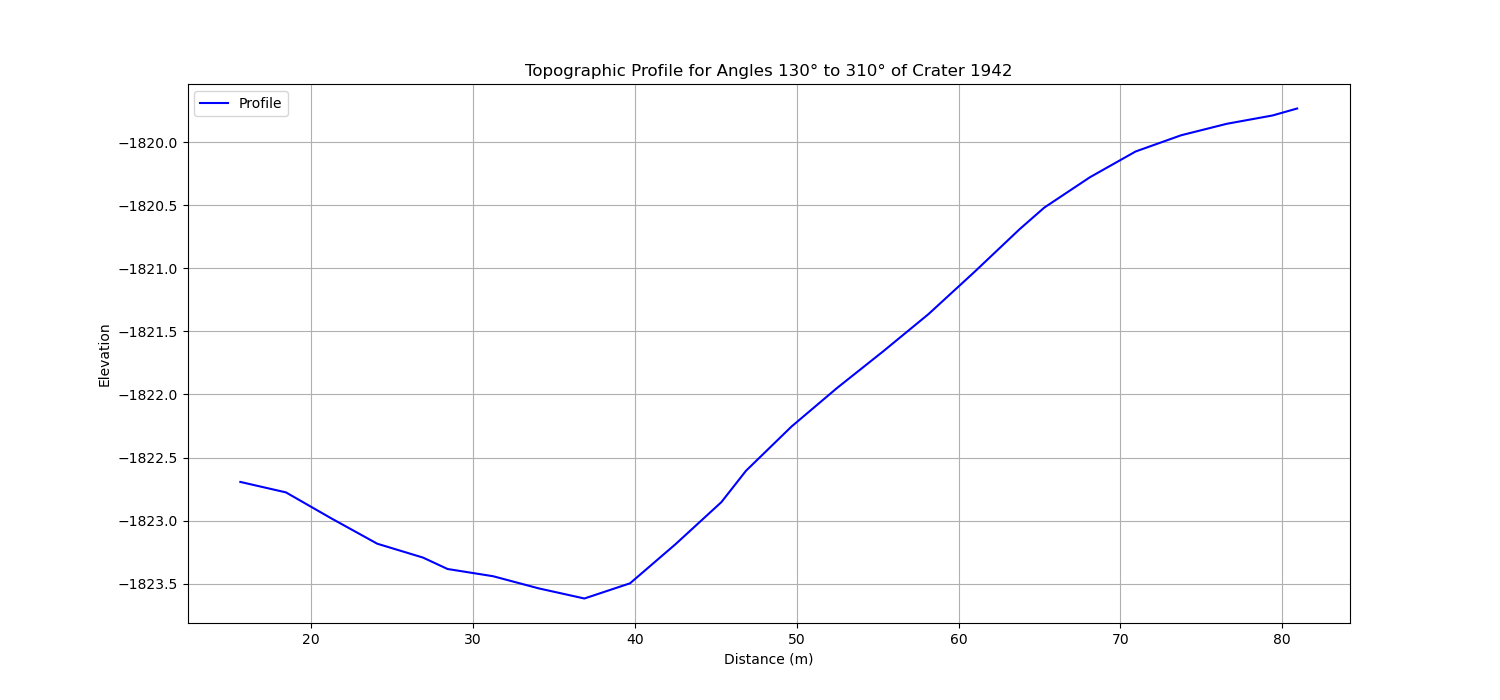 Topographic Profile for Angles 130° to 310° of Crater 1942
Profile
Elevation
−1820.0
−1820.5
−1821.0
−1821.5
−1822.0
−1822.5
−1823.0
−1823.5
20 30 40 50 60 70 80
Distance (m)